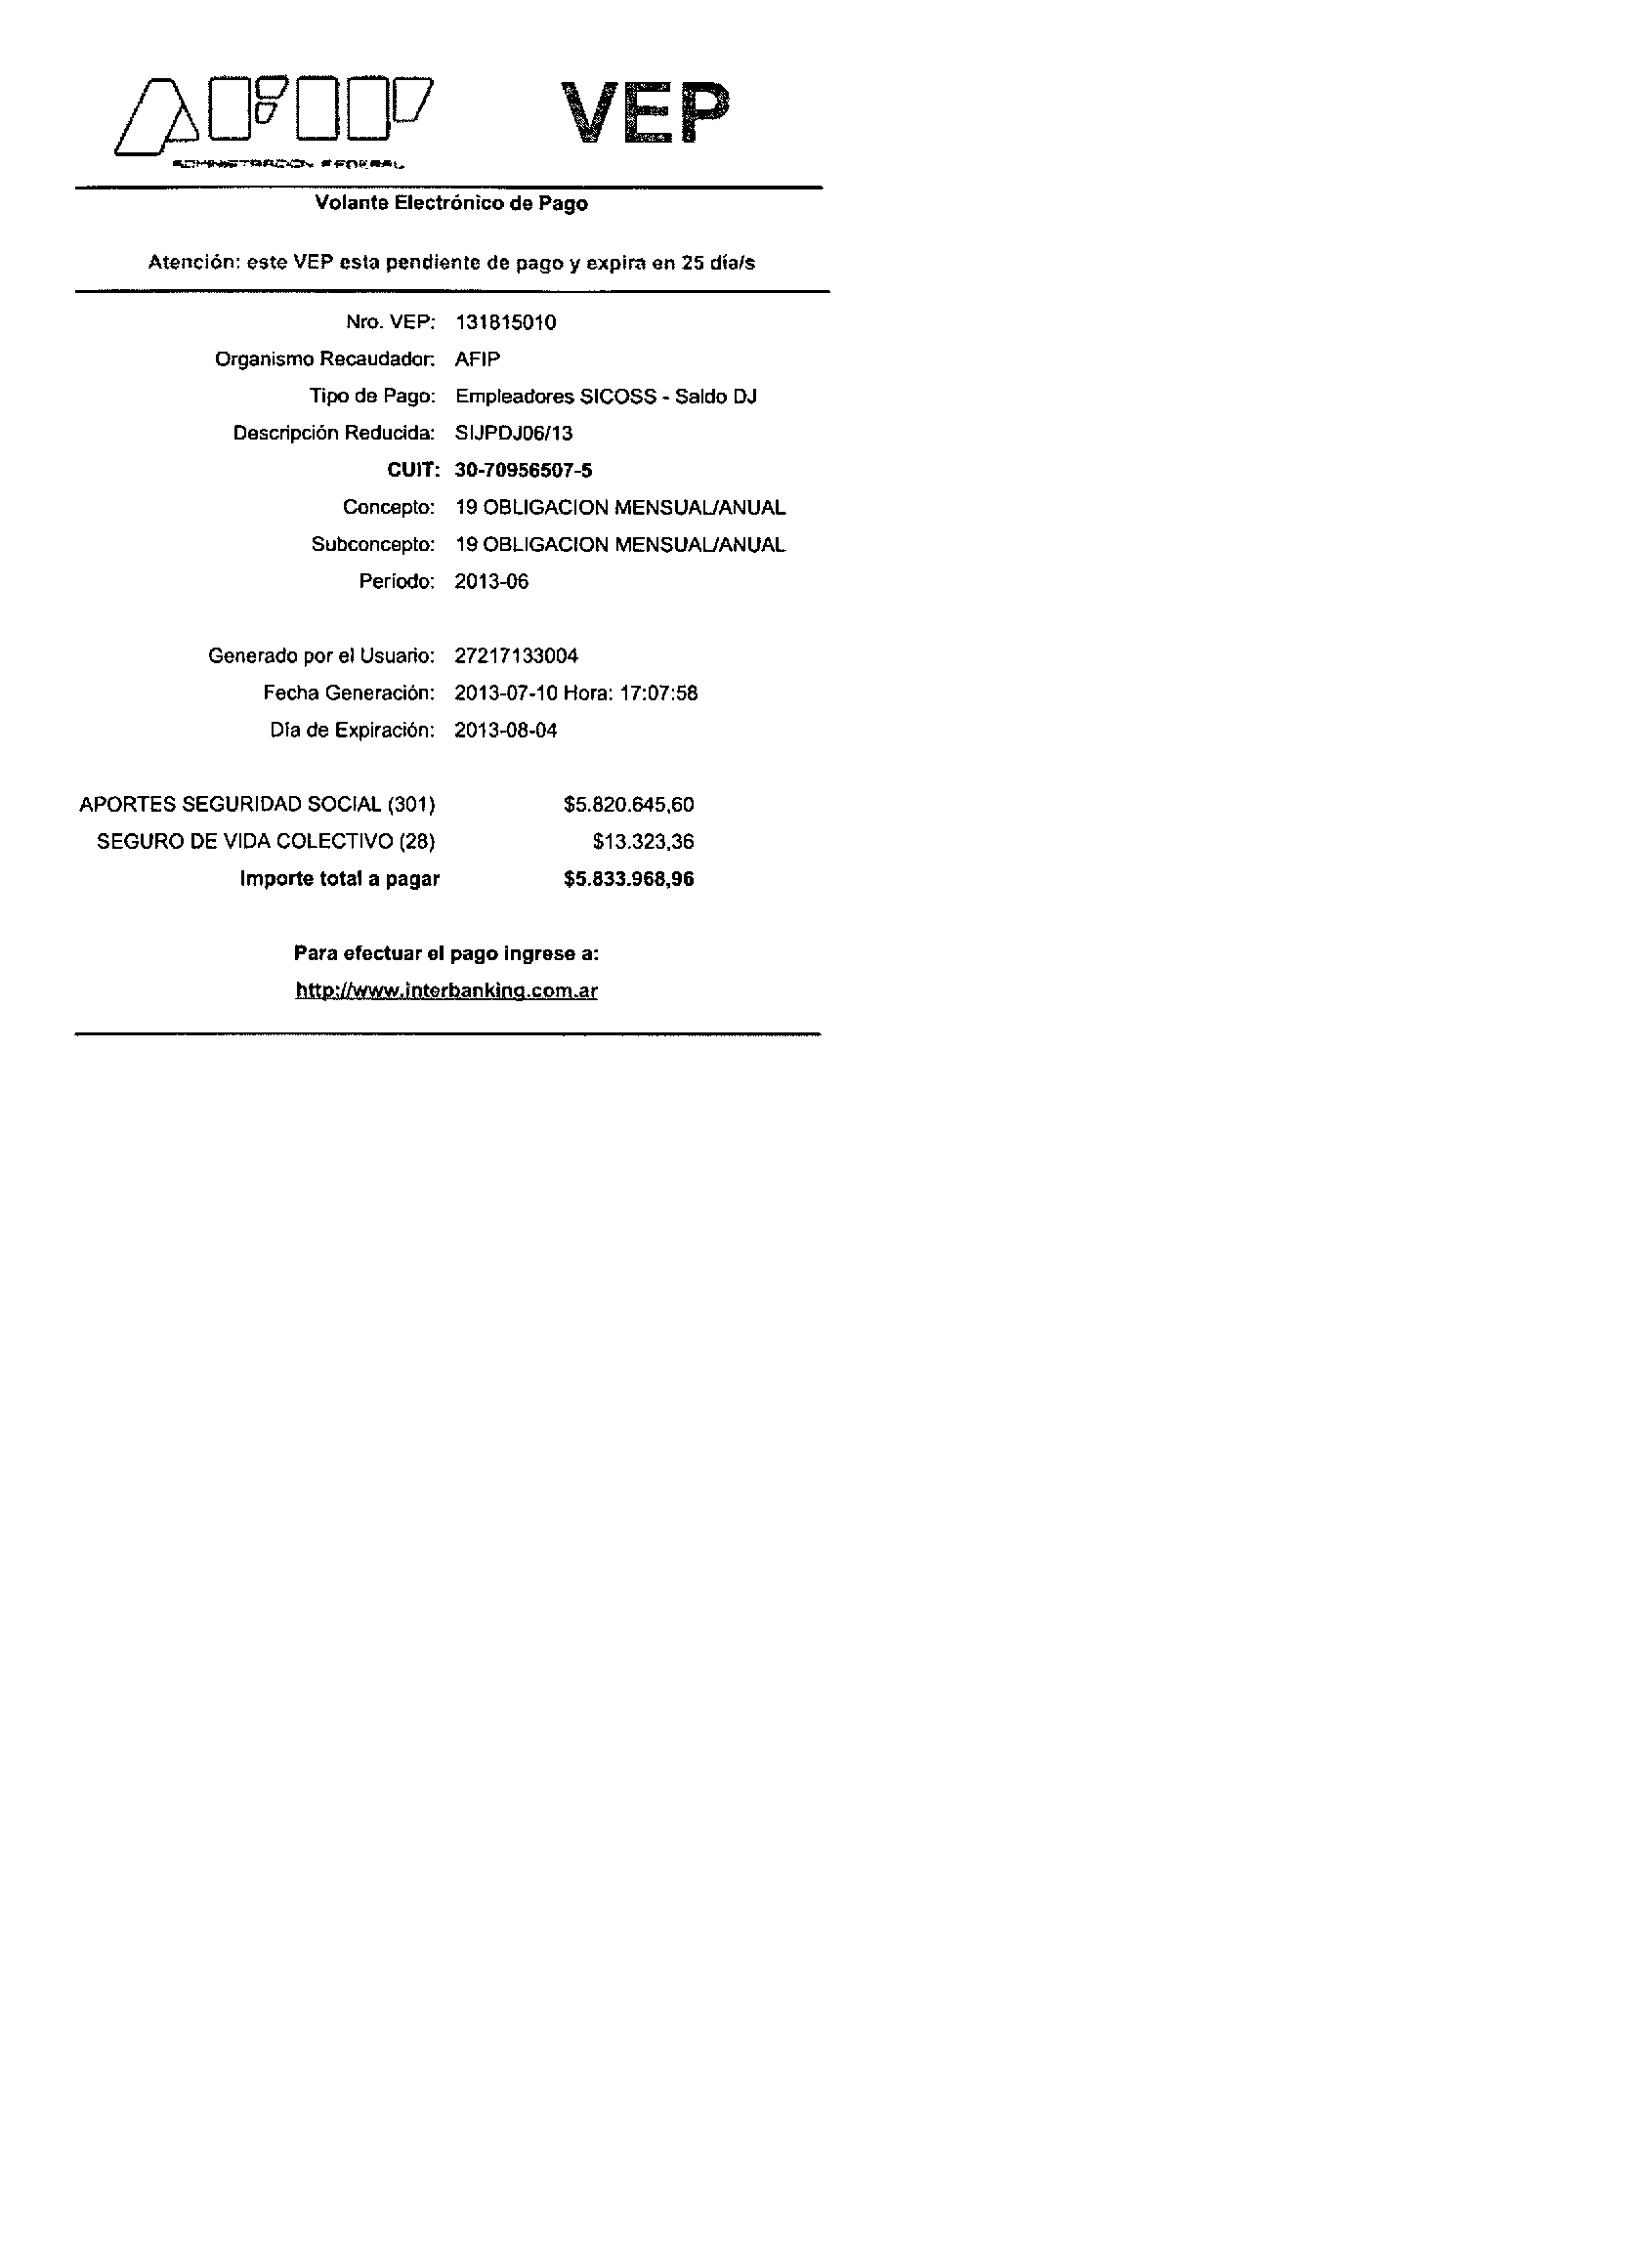 AFIP VEP
ADMINISTRACION FEDERAL
Volante Electrónico de Pago
Atención: este VEP esta pendiente de pago y expira en 25 día/s
Nro. VEP: 131815010
Organismo Recaudador: AFIP
Tipo de Pago: Empleadores SICOSS - Saldo DJ
Descripción Reducida: SIJPDJ06/13
CUIT: 30-70956507-5
Concepto: 19 OBLIGACION MENSUAL/ANUAL
Subconcepto: 19 OBLIGACION MENSUAL/ANUAL
Período: 2013-06
Generado por el Usuario: 27217133004
Fecha Generación: 2013-07-10 Hora: 17:07:58
Día de Expiración: 2013-08-04
APORTES SEGURIDAD SOCIAL (301) $5.820.645,60
SEGURO DE VIDA COLECTIVO (28) $13.323,36
Importe total a pagar $5.833.968,96
Para efectuar el pago ingrese a:
http://www.interbanking.com.ar